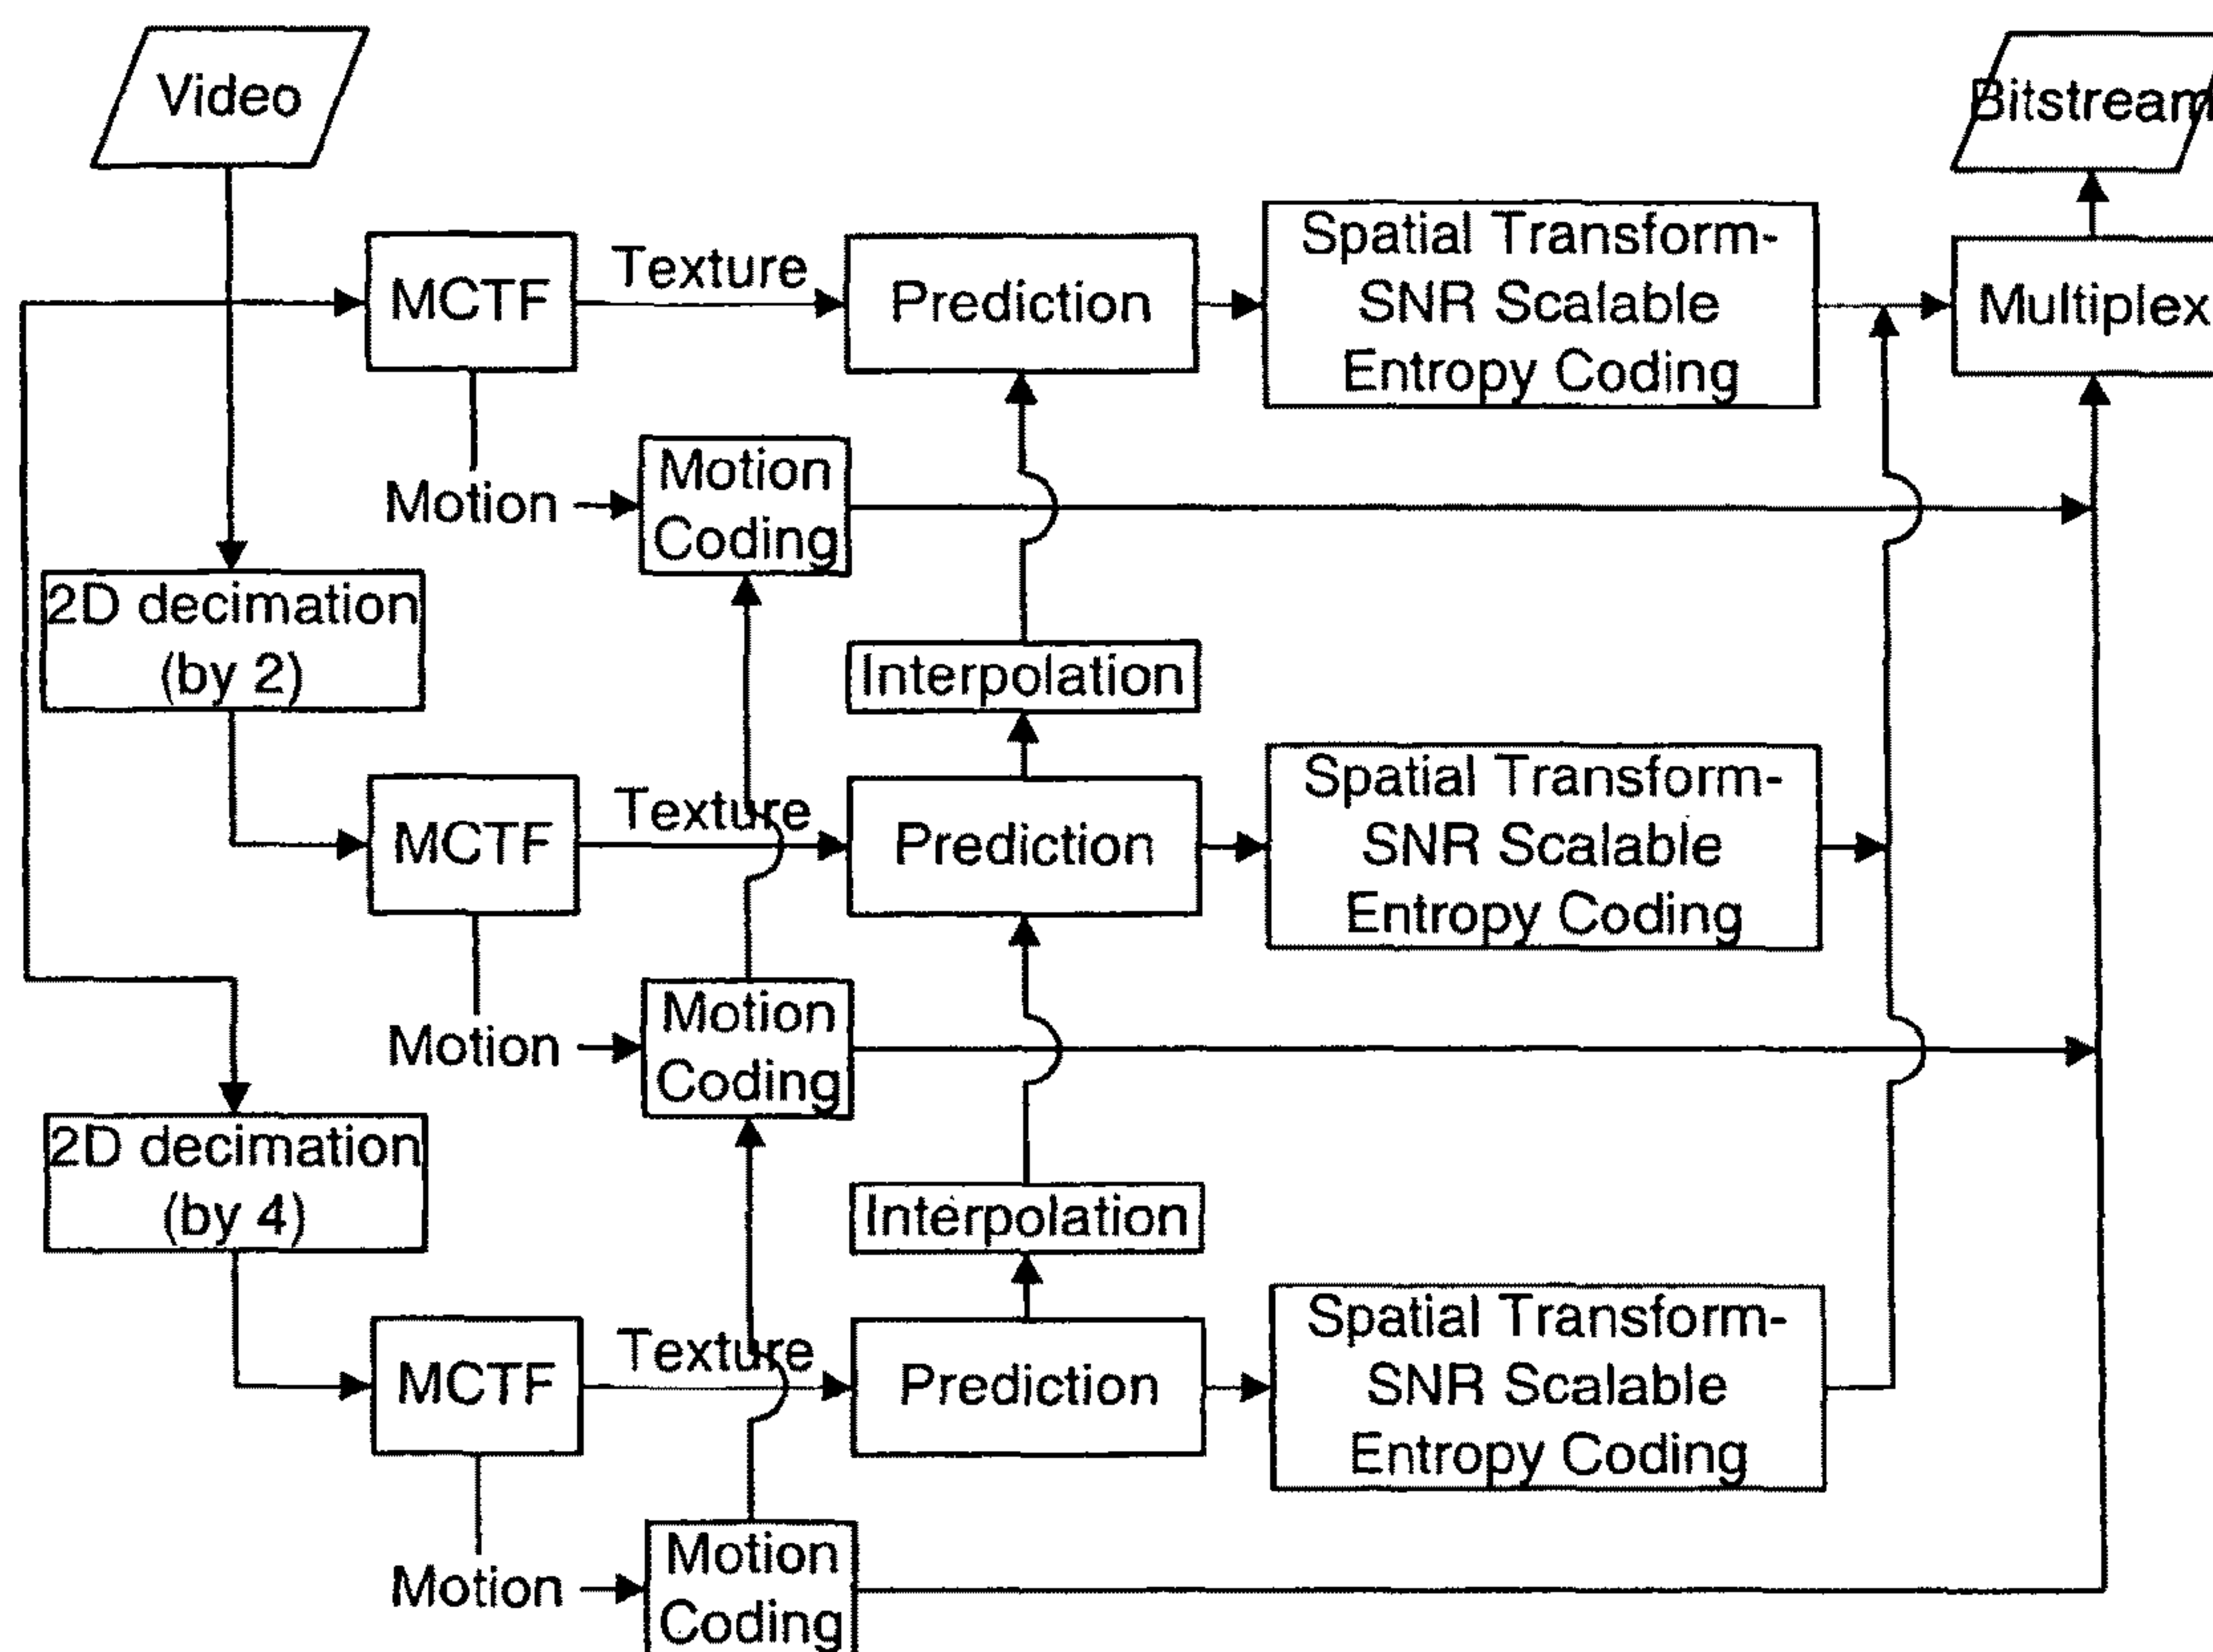 Video
Bitstream
MCTF
Texture
Prediction
Spatial Transform-
SNR Scalable
Entropy Coding
Multiplex
Motion
Motion
Coding
2D decimation
(by 2)
Interpolation
MCTF
Texture
Prediction
Spatial Transform-
SNR Scalable
Entropy Coding
Motion
Motion
Coding
2D decimation
(by 4)
Interpolation
MCTF
Texture
Prediction
Spatial Transform-
SNR Scalable
Entropy Coding
Motion
Motion
Coding